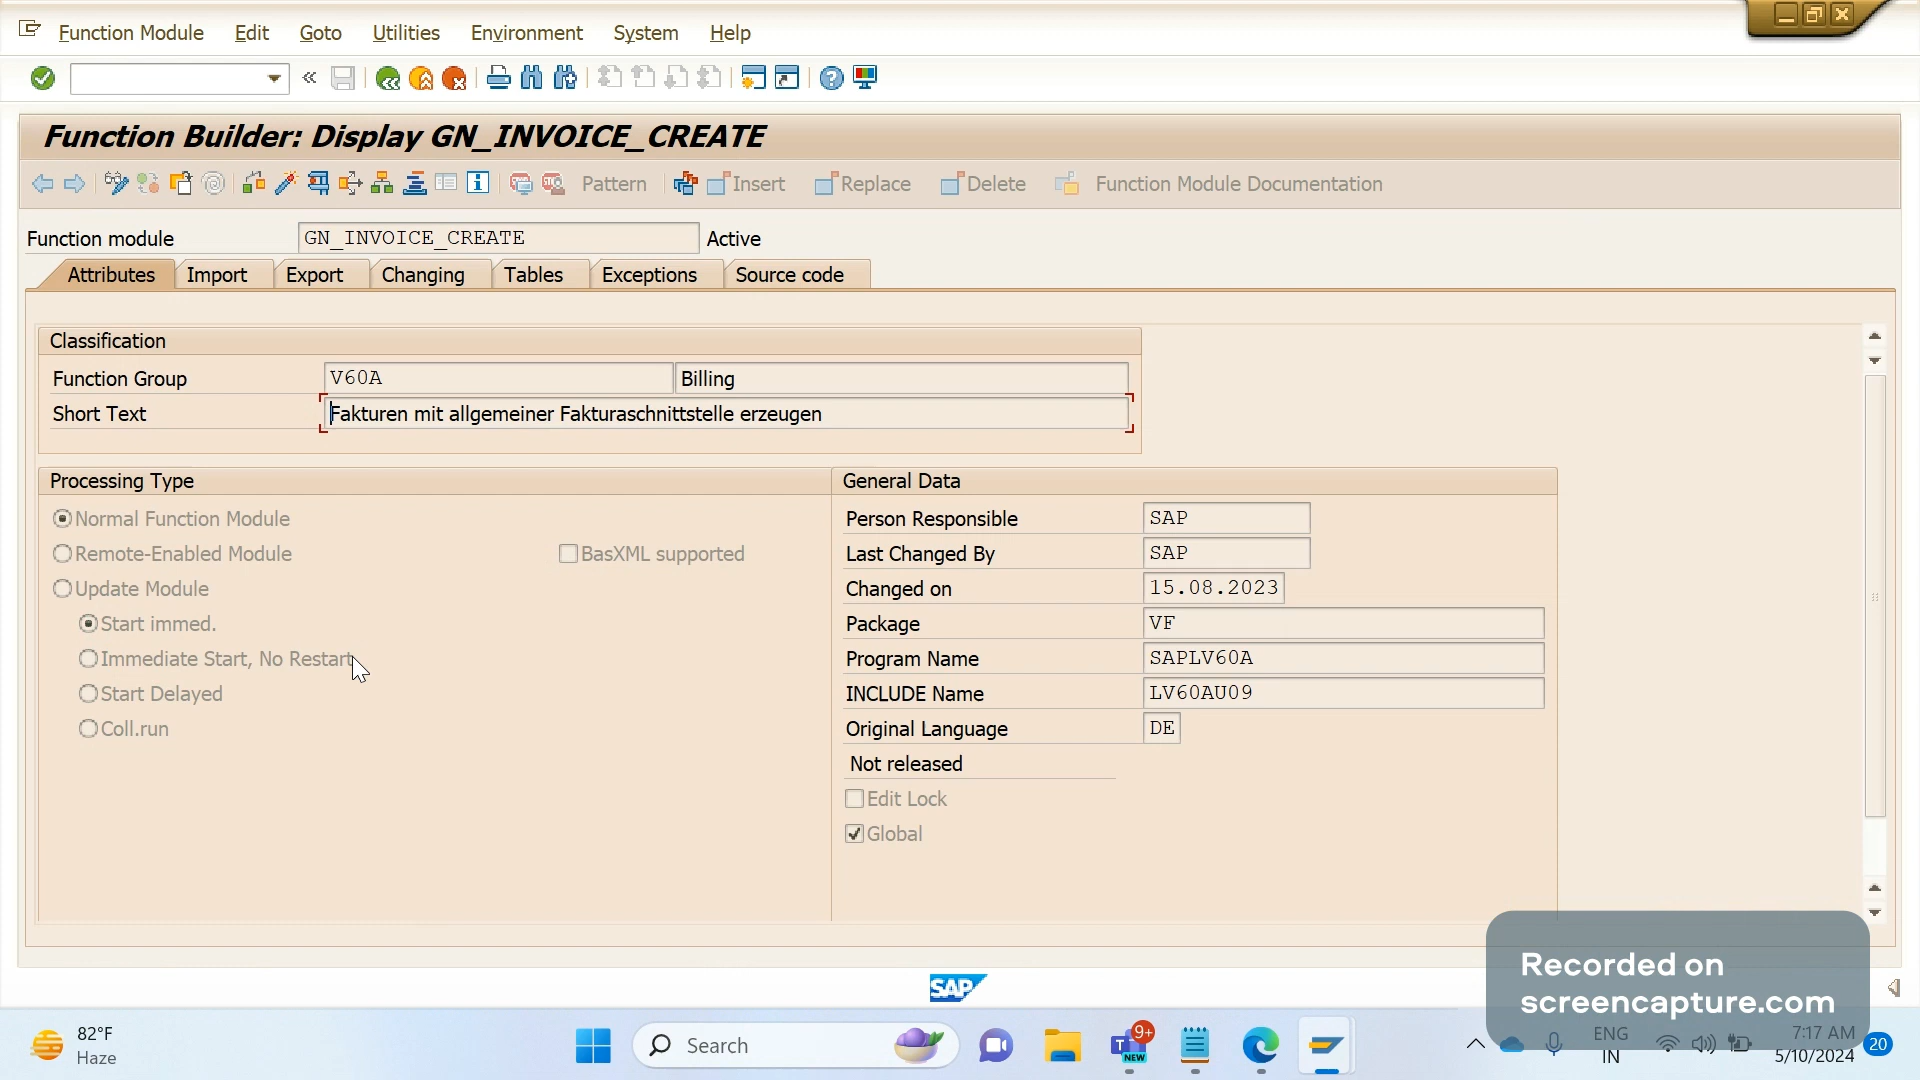 Function Module Edit Goto Utilities Environment System Help
Function Builder: Display GN_INVOICE_CREATE
Pattern Insert Replace Delete Function Module Documentation
Function module GN_INVOICE_CREATE Active
Attributes Import Export Changing Tables Exceptions Source code
Classification
Function Group V60A Billing
Short Text Fakturen mit allgemeiner Fakturaschnittstelle erzeugen
Processing Type General Data
Normal Function Module Person Responsible SAP
Remote-Enabled Module BasXML supported Last Changed By SAP
Update Module Changed on 15.08.2023
Start immed. Package VF
Immediate Start, No Restart Program Name SAPLV60A
Start Delayed INCLUDE Name LV60AU09
Coll.run Original Language DE
Not released
Edit Lock
Global
Recorded on
screencapture.com
SAP
82°F
Haze
Search
9+
T NEW
ENG
IN
7:17 AM
5/10/2024
20